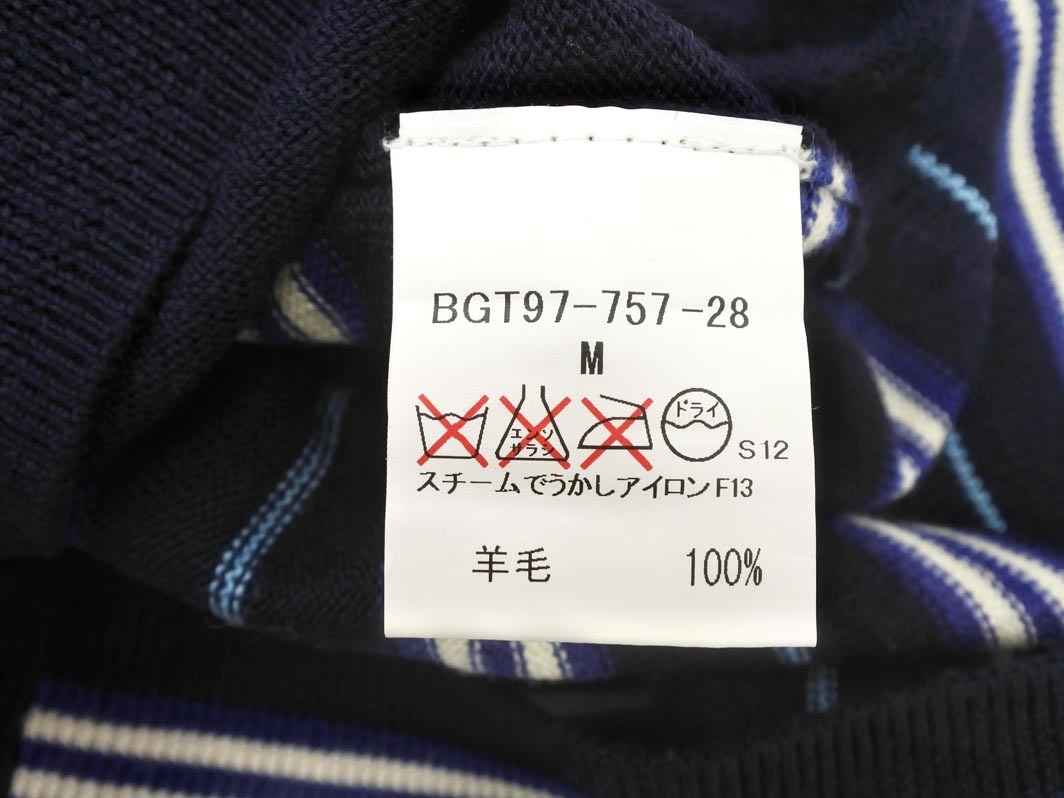 BGT97-757-28
M
エンソ
サラシ
ドライ
S12
スチームでうかしアイロンF13
羊毛 100%